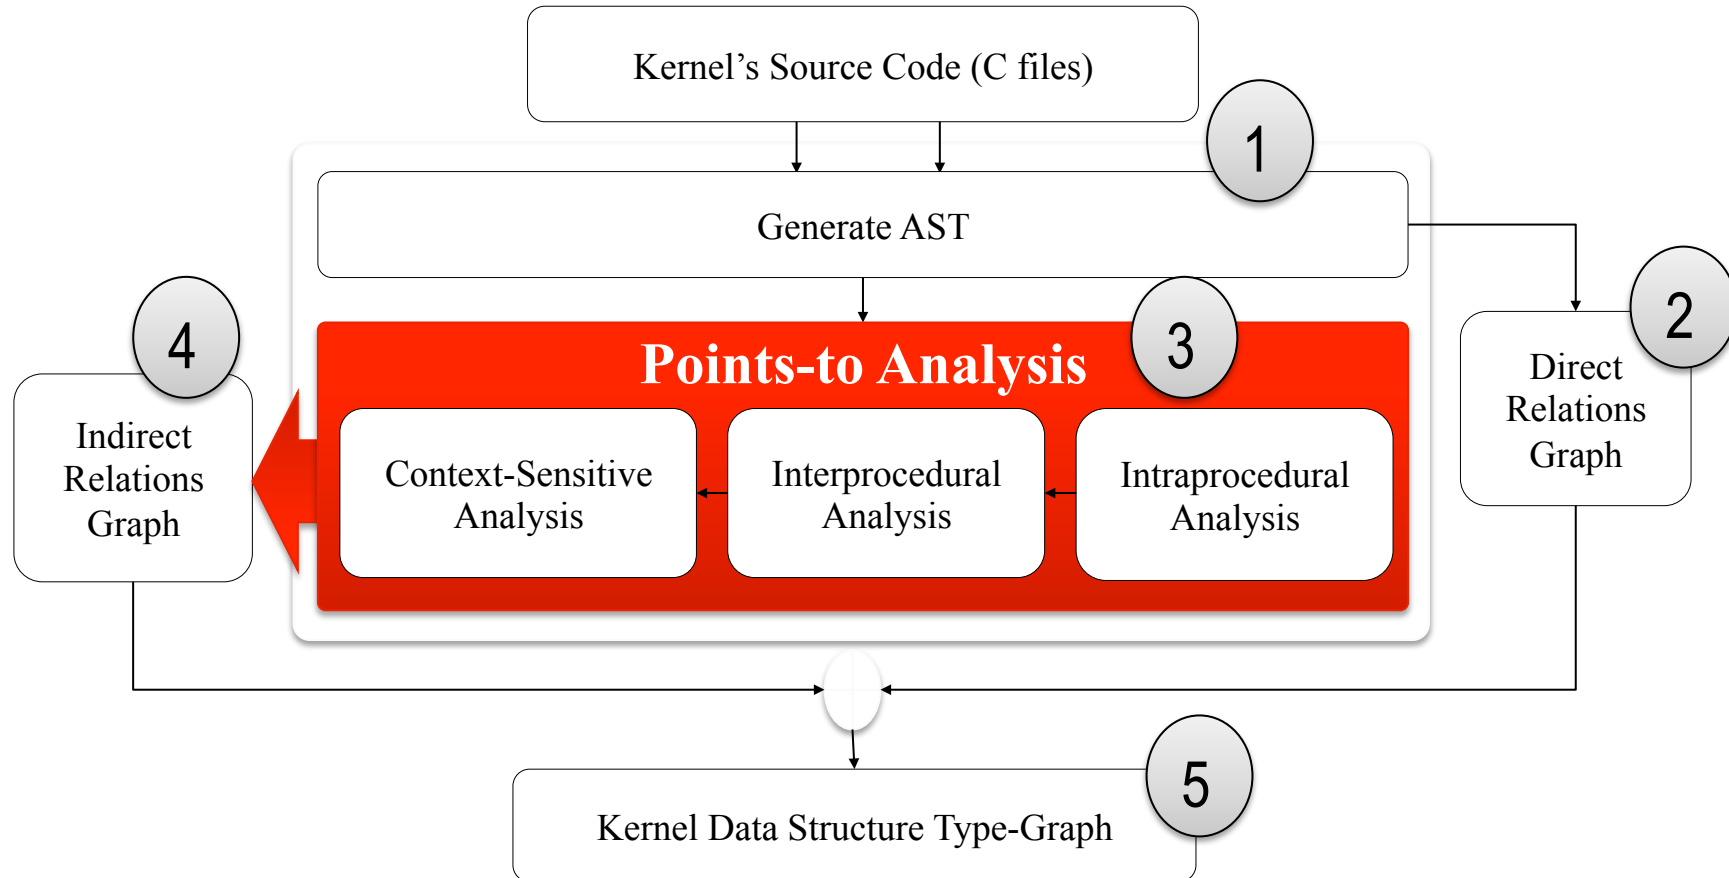 Kernel’s Source Code (C files)
1
Generate AST
2
Direct
Relations
Graph
3
Points-to Analysis
4
Indirect
Relations
Graph
Context-Sensitive
Analysis
Interprocedural
Analysis
Intraprocedural
Analysis
5
Kernel Data Structure Type-Graph